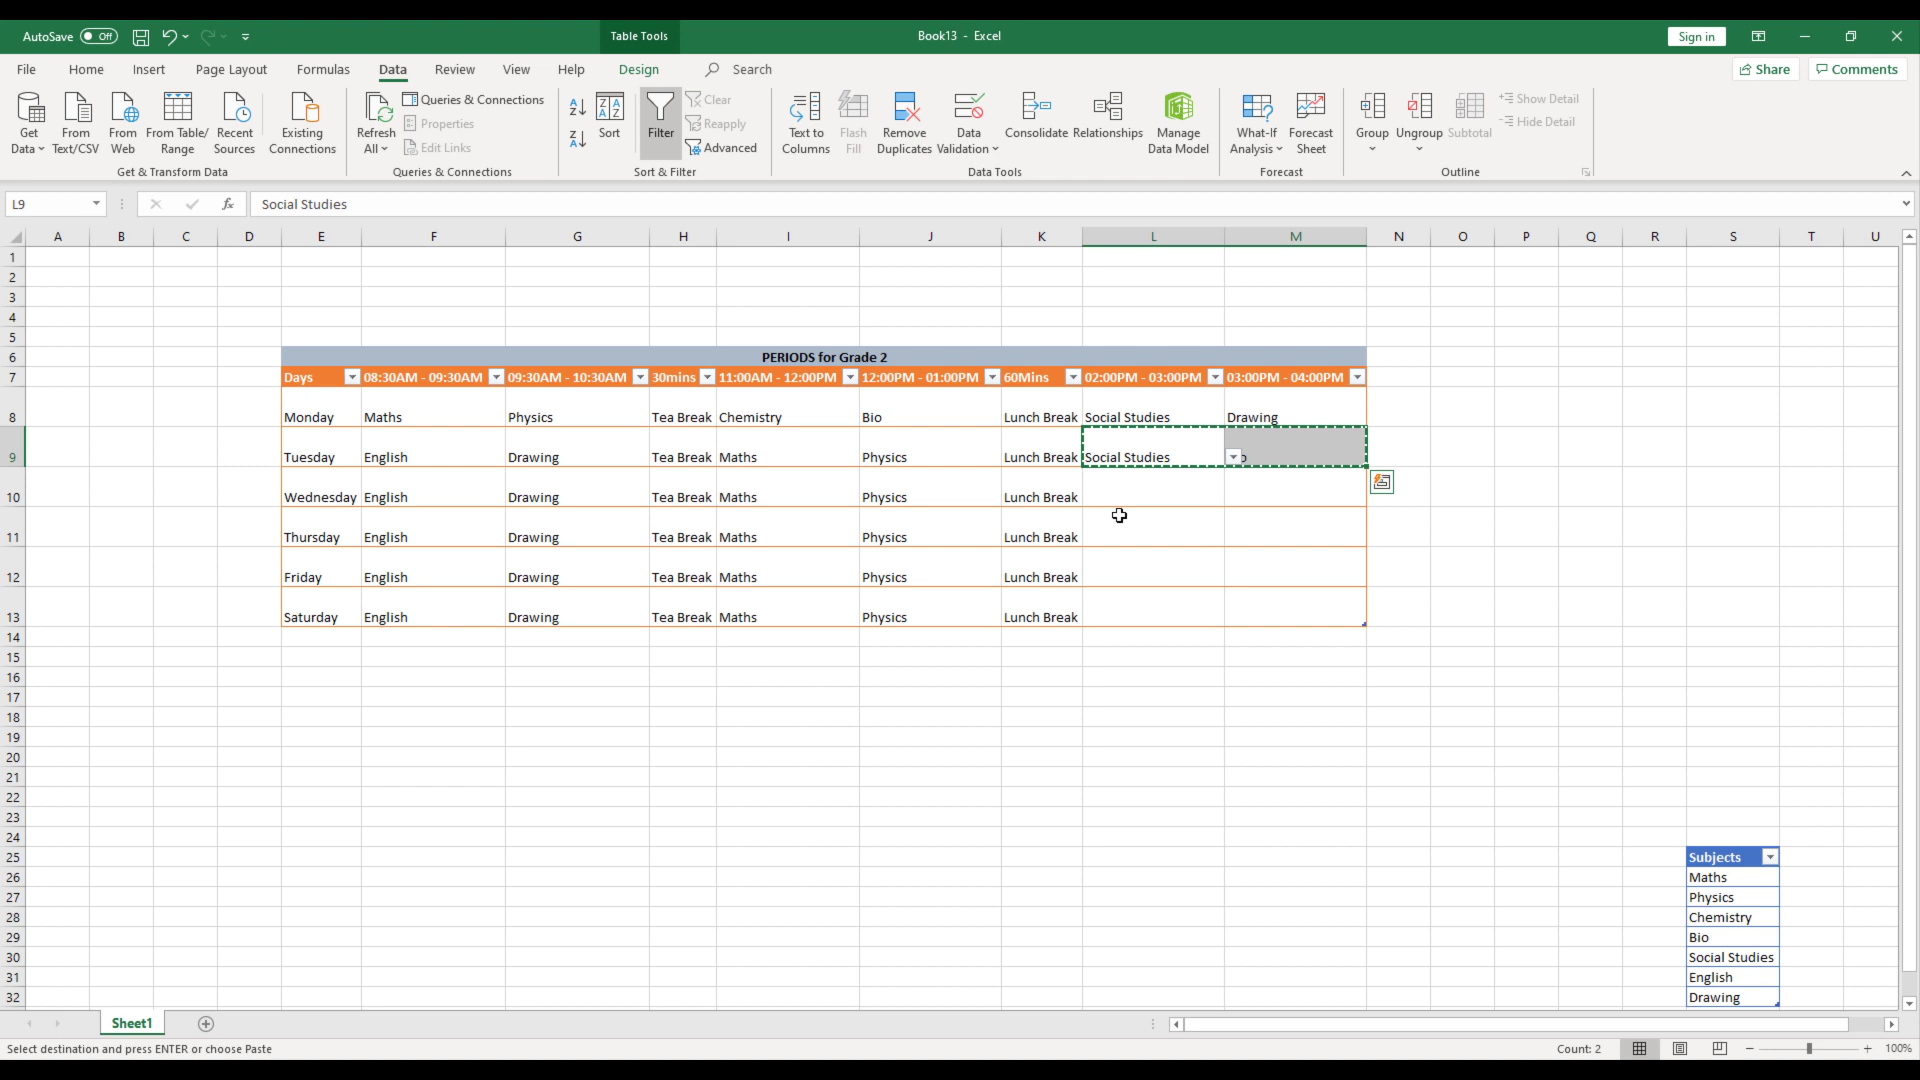 AutoSave Off Table Tools Book13 - Excel Sign in
File Home Insert Page Layout Formulas Data Review View Help Design Search Share Comments
Get Data From Text/CSV From Web From Table/ Range Recent Sources Existing Connections
Get & Transform Data
Refresh All Queries & Connections
Properties
Edit Links
Queries & Connections
Sort Filter Clear
Reapply
Advanced
Sort & Filter
Text to Columns Flash Fill Remove Duplicates Data Validation Consolidate Relationships Manage Data Model
Data Tools
What-If Analysis Forecast Sheet
Forecast
Group Ungroup Subtotal Show Detail
Hide Detail
Outline
L9 fx Social Studies
A B C D E F G H I J K L M N O P Q R S T U
1
2
3
4
5
6 PERIODS for Grade 2
7 Days 08:30AM - 09:30AM 09:30AM - 10:30AM 30mins 11:00AM - 12:00PM 12:00PM - 01:00PM 60Mins 02:00PM - 03:00PM 03:00PM - 04:00PM
8 Monday Maths Physics Tea Break Chemistry Bio Lunch Break Social Studies Drawing
9 Tuesday English Drawing Tea Break Maths Physics Lunch Break Social Studies
10 Wednesday English Drawing Tea Break Maths Physics Lunch Break
11 Thursday English Drawing Tea Break Maths Physics Lunch Break
12 Friday English Drawing Tea Break Maths Physics Lunch Break
13 Saturday English Drawing Tea Break Maths Physics Lunch Break
14
15
16
17
18
19
20
21
22
23
24
25 Subjects
26 Maths
27 Physics
28 Chemistry
29 Bio
30 Social Studies
31 English
32 Drawing
Sheet1
Select destination and press ENTER or choose Paste Count: 2 100%